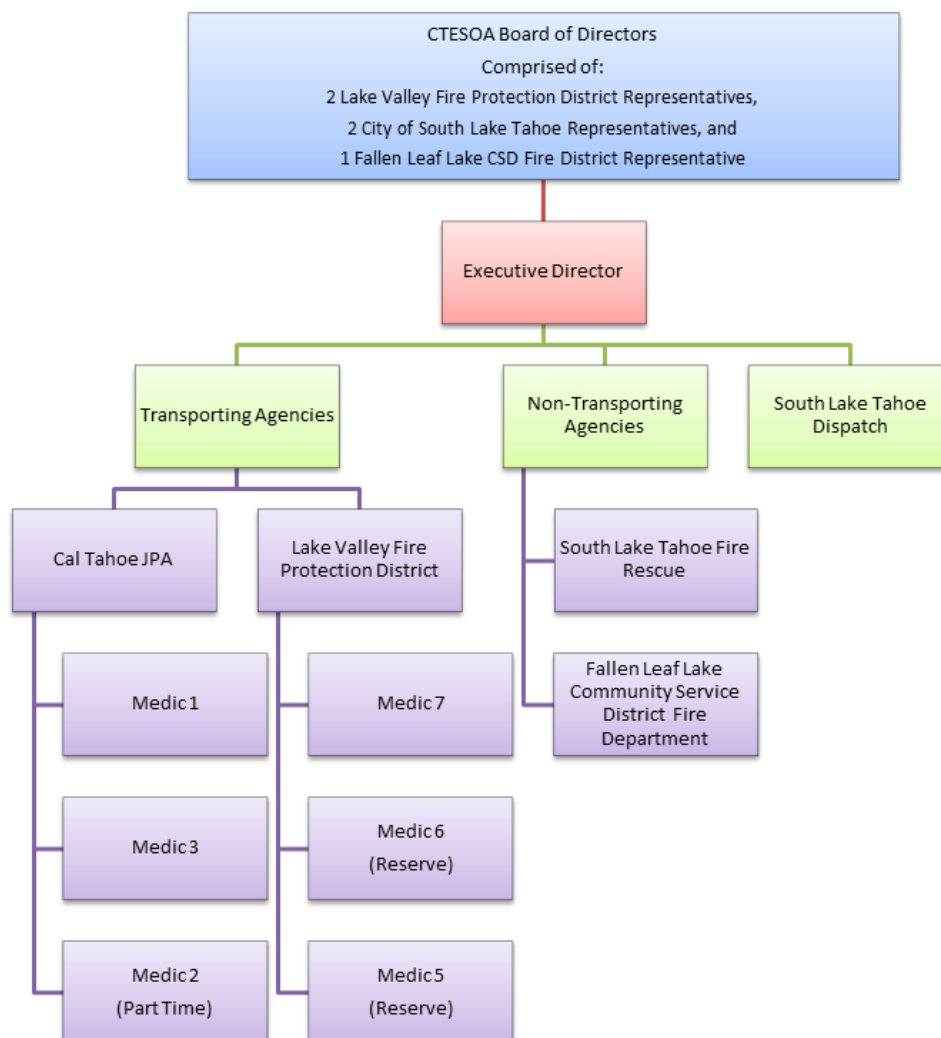 CTESOA Board of Directors
Comprised of:
2 Lake Valley Fire Protection District Representatives,
2 City of South Lake Tahoe Representatives, and
1 Fallen Leaf Lake CSD Fire District Representative
Executive Director
Transporting Agencies
Non-Transporting
Agencies
South Lake Tahoe
Dispatch
Cal Tahoe JPA
Lake Valley Fire
Protection District
South Lake Tahoe Fire
Rescue
Medic 1
Medic 7
Fallen Leaf Lake
Community Service
District Fire
Department
Medic 3
Medic 6
(Reserve)
Medic 2
(Part Time)
Medic 5
(Reserve)